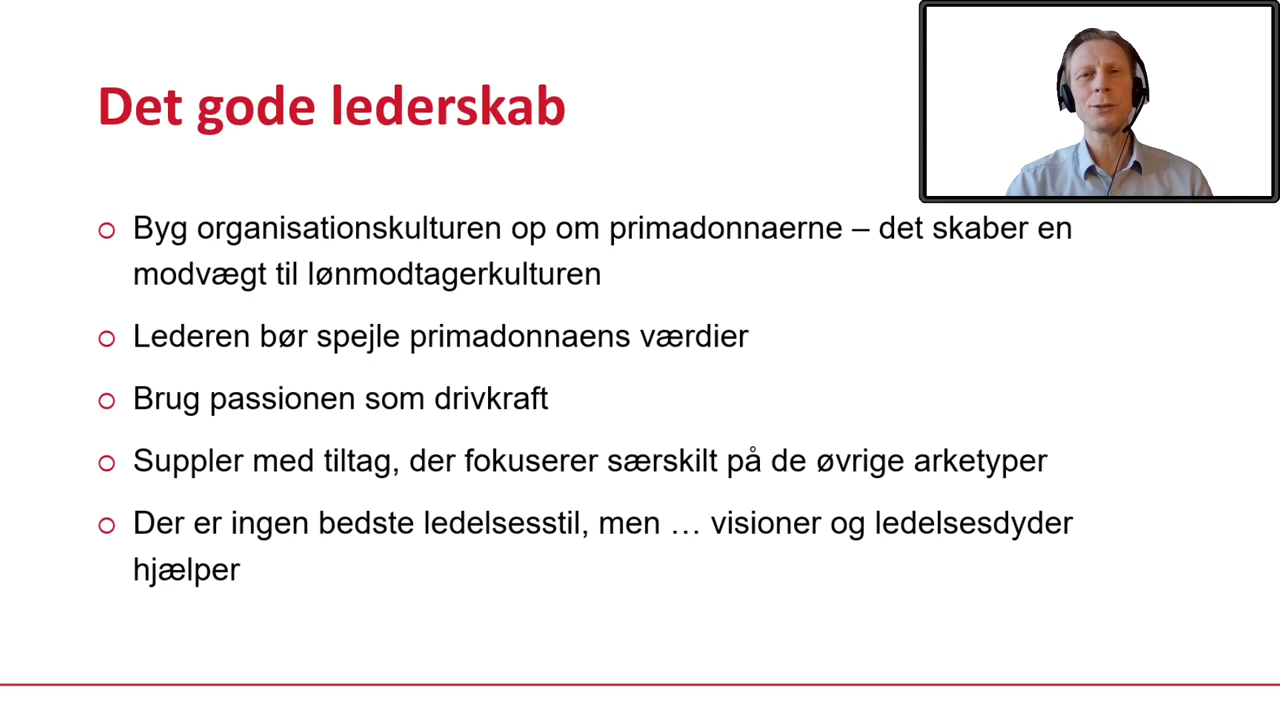 Det gode lederskab
Byg organisationskulturen op om primadonnaerne – det skaber en
modvægt til lønmodtagerkulturen
Lederen bør spejle primadonnaens værdier
Brug passionen som drivkraft
Suppler med tiltag, der fokuserer særskilt på de øvrige arketyper
Der er ingen bedste ledelsesstil, men … visioner og ledelsesdyder
hjælper